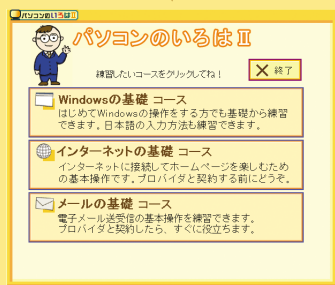 パソコンのいろはⅡ
パソコンのいろはⅡ
練習したいコースをクリックしてね!
終了
Windowsの基礎 コース
はじめてWindowsの操作をする方でも基礎から練習
できます。日本語の入力方法も練習できます。
インターネットの基礎 コース
インターネットに接続してホームページを楽しむため
の基本操作です。プロバイダと契約する前にどうぞ。
メールの基礎 コース
電子メール送受信の基本操作を練習できます。
プロバイダと契約したら、すぐに役立ちます。